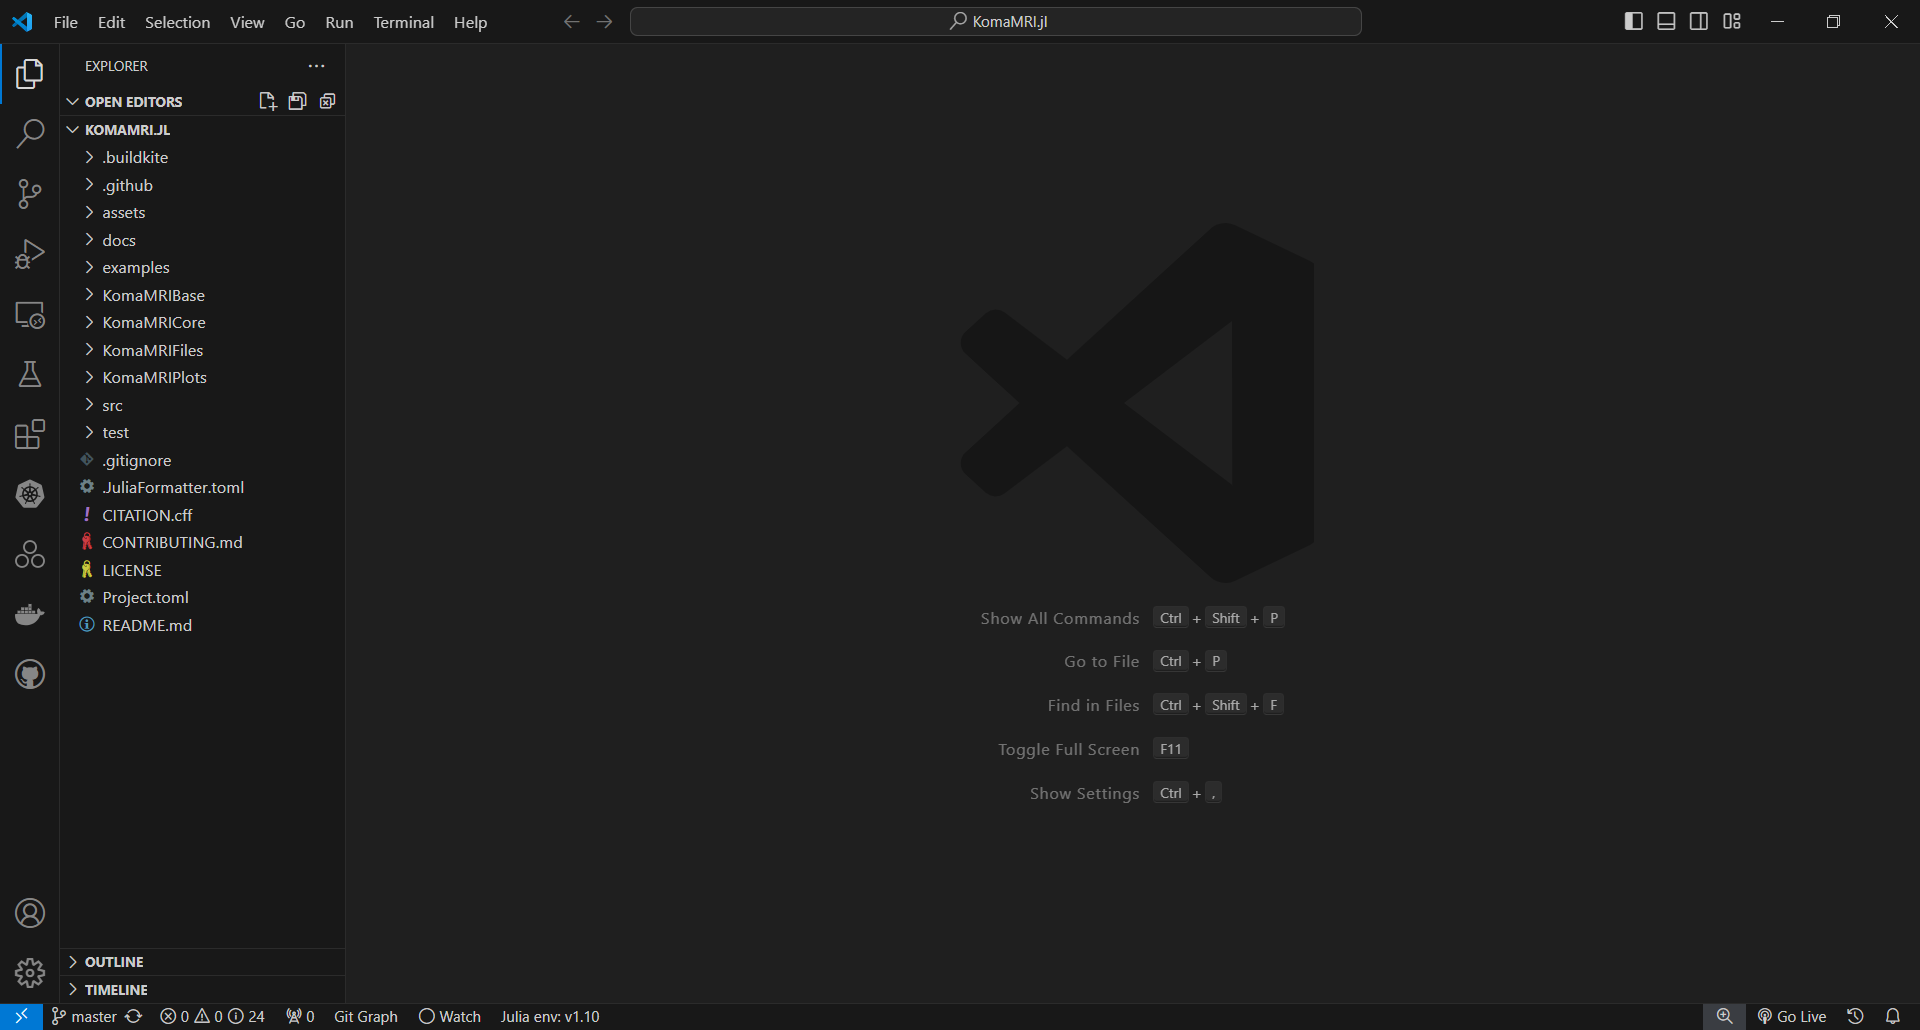 File Edit Selection View Go Run Terminal Help
KomaMRI.jl
EXPLORER
OPEN EDITORS
KOMAMRI.JL
.buildkite
.github
assets
docs
examples
KomaMRIBase
KomaMRICore
KomaMRIFiles
KomaMRIPlots
src
test
.gitignore
.JuliaFormatter.toml
CITATION.cff
CONTRIBUTING.md
LICENSE
Project.toml
README.md
OUTLINE
TIMELINE
Show All Commands Ctrl + Shift + P
Go to File Ctrl + P
Find in Files Ctrl + Shift + F
Toggle Full Screen F11
Show Settings Ctrl + ,
master 0 0 24 0 Git Graph Watch Julia env: v1.10 Go Live